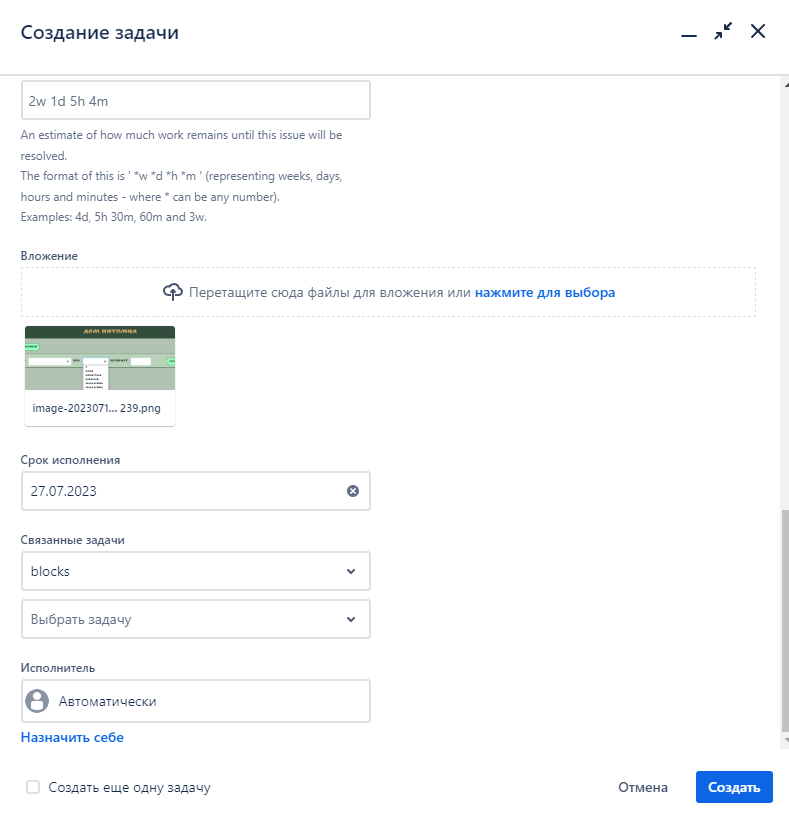 Создание задачи
2w 1d 5h 4m
An estimate of how much work remains until this issue will be
resolved.
The format of this is ' *w *d *h *m ' (representing weeks, days,
hours and minutes - where * can be any number).
Examples: 4d, 5h 30m, 60m and 3w.
Вложение
Перетащите сюда файлы для вложения или нажмите для выбора
ДОМ ПИТОМЦА
image-2023071... 239.png
Срок исполнения
27.07.2023
Связанные задачи
blocks
Выбрать задачу
Исполнитель
Автоматически
Назначить себе
Создать еще одну задачу
Отмена
Создать